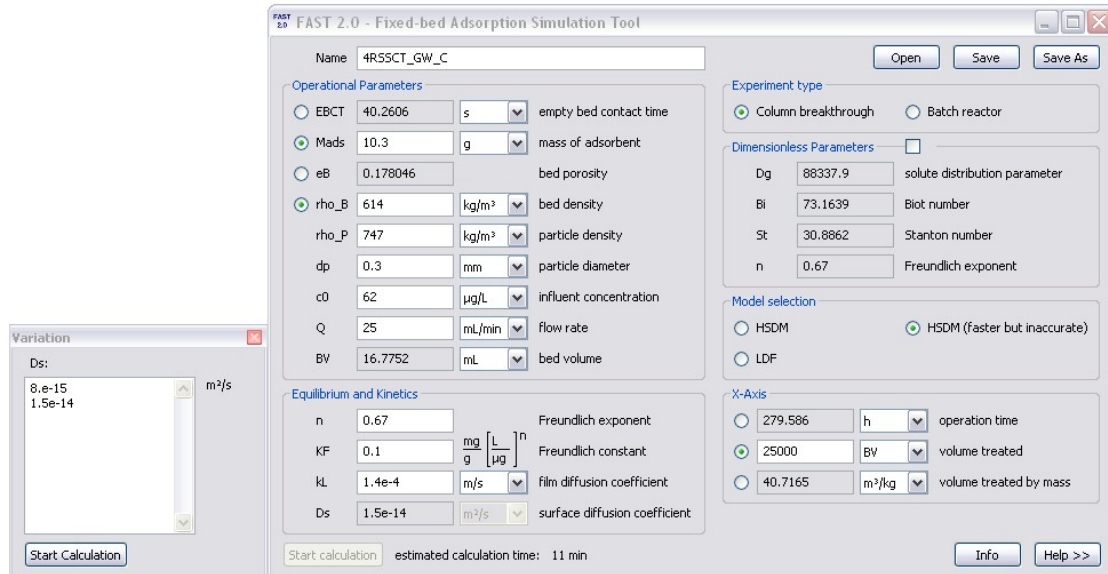 FAST 2.0 FAST 2.0 - Fixed-bed Adsorption Simulation Tool
Name 4RSSCT_GW_C Open Save Save As
Operational Parameters
EBCT 40.2606 s empty bed contact time
Mads 10.3 g mass of adsorbent
eB 0.178046 bed porosity
rho_B 614 kg/m³ bed density
rho_P 747 kg/m³ particle density
dp 0.3 mm particle diameter
c0 62 µg/L influent concentration
Q 25 mL/min flow rate
BV 16.7752 mL bed volume
Equilibrium and Kinetics
n 0.67 Freundlich exponent
KF 0.1 mg/g [L/µg]^n Freundlich constant
kL 1.4e-4 m/s film diffusion coefficient
Ds 1.5e-14 m²/s surface diffusion coefficient
Start calculation estimated calculation time: 11 min
Experiment type
Column breakthrough Batch reactor
Dimensionless Parameters
Dg 88337.9 solute distribution parameter
Bi 73.1639 Biot number
St 30.8862 Stanton number
n 0.67 Freundlich exponent
Model selection
HSDM HSDM (faster but inaccurate)
LDF
X-Axis
279.586 h operation time
25000 BV volume treated
40.7165 m³/kg volume treated by mass
Info Help >>
Variation
Ds:
8.e-15 m²/s
1.5e-14
Start Calculation